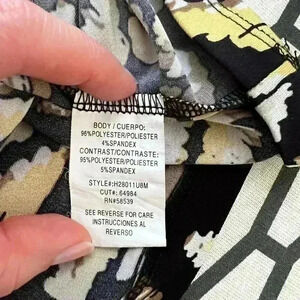 BODY / CUERPO:
96%POLYESTER/POLIESTER
4%SPANDEX
CONTRAST/CONTRASTE:
95%POLYESTER/POLIESTER
5%SPANDEX
STYLE#:H28011U8M
CUT#: 64984
RN#58539
SEE REVERSE FOR CARE
INSTRUCCIONES AL
REVERSO